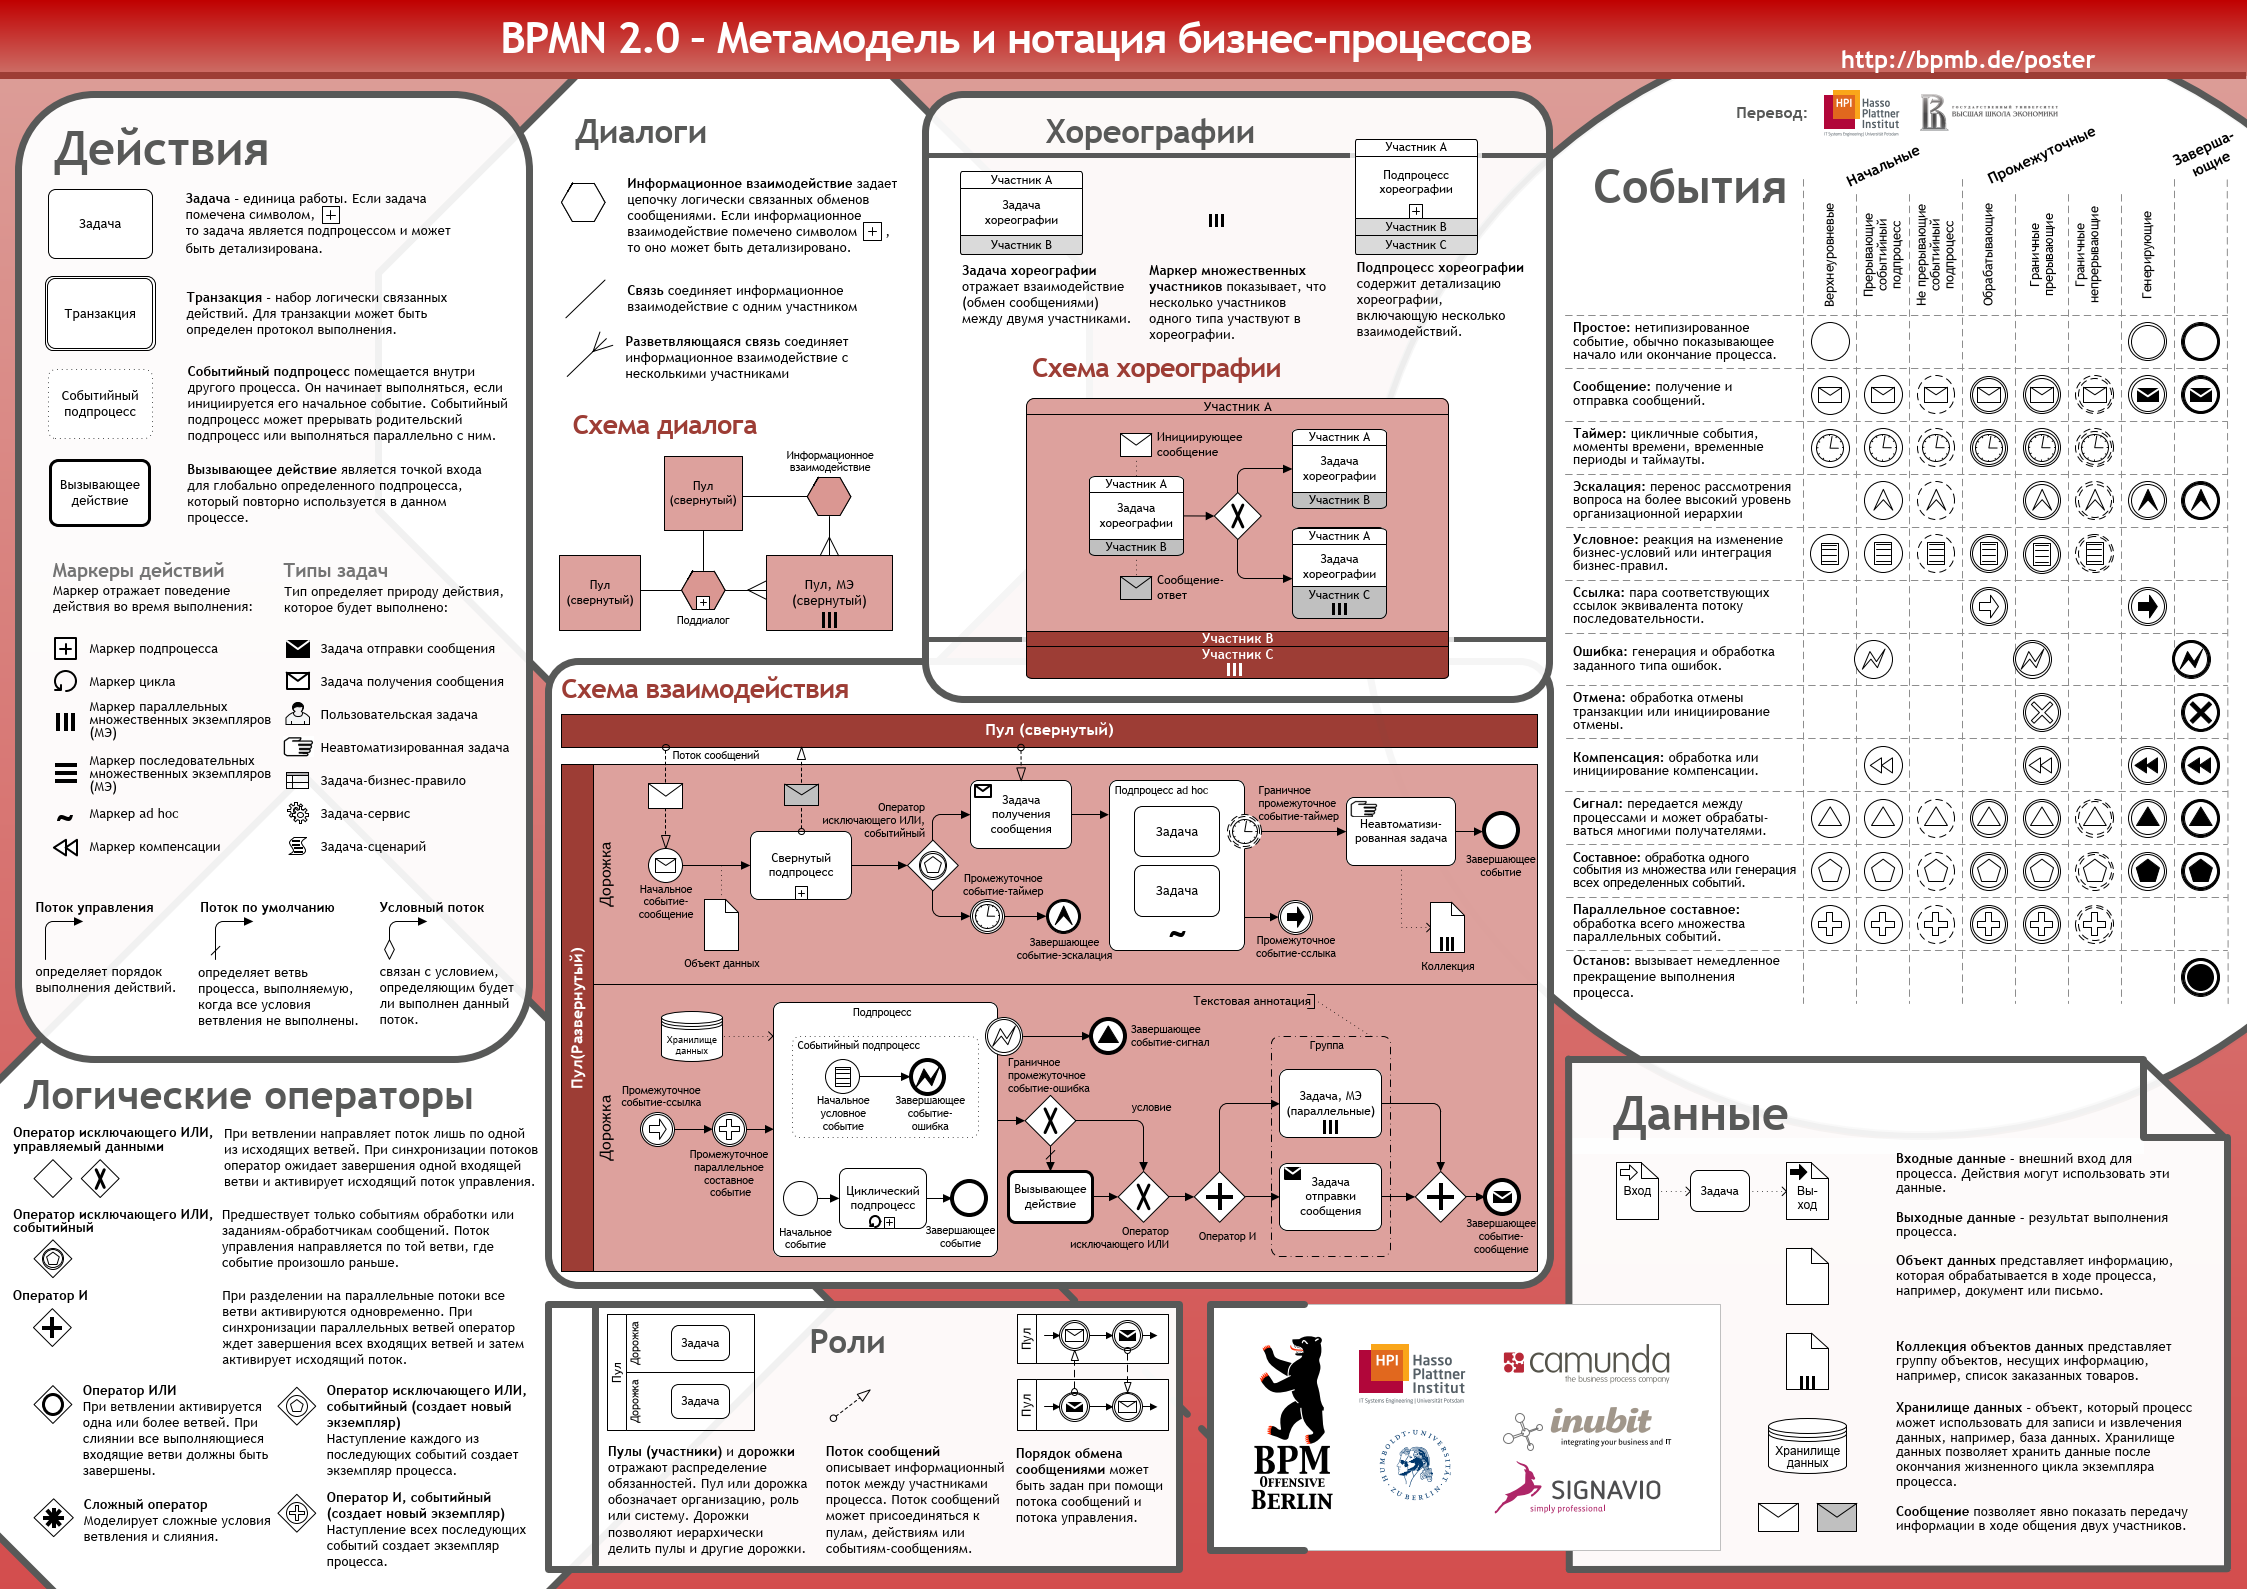 BPMN 2.0 – Метамодель и нотация бизнес-процессов
http://bpmb.de/poster
Действия
Задача
Задача - единица работы. Если задача
помечена символом,
то задача является подпроцессом и может
быть детализирована.
Транзакция
Транзакция - набор логически связанных
действий. Для транзакции может быть
определен протокол выполнения.
Событийный
подпроцесс
Событийный подпроцесс помещается внутри
другого процесса. Он начинает выполняться, если
инициируется его начальное событие. Событийный
подпроцесс может прерывать родительский
подпроцесс или выполняться параллельно с ним.
Вызывающее
действие
Вызывающее действие является точкой входа
для глобально определенного подпроцесса,
который повторно используется в данном
процессе.
Маркеры действий
Маркер отражает поведение
действия во время выполнения:
Маркер подпроцесса
Маркер цикла
Маркер параллельных
множественных экземпляров
(МЭ)
Маркер последовательных
множественных экземпляров
(МЭ)
Маркер ad hoc
Маркер компенсации
Типы задач
Тип определяет природу действия,
которое будет выполнено:
Задача отправки сообщения
Задача получения сообщения
Пользовательская задача
Неавтоматизированная задача
Задача-бизнес-правило
Задача-сервис
Задача-сценарий
Поток управления
определяет порядок
выполнения действий.
Поток по умолчанию
определяет ветвь
процесса, выполняемую,
когда все условия
ветвления не выполнены.
Условный поток
связан с условием,
определяющим будет
ли выполнен данный
поток.
Диалоги
Информационное взаимодействие задает
цепочку логически связанных обменов
сообщениями. Если информационное
взаимодействие помечено символом ,
то оно может быть детализировано.
Связь соединяет информационное
взаимодействие с одним участником
Разветвляющаяся связь соединяет
информационное взаимодействие с
несколькими участниками
Схема диалога
Пул
(свернутый)
Информационное
взаимодействие
Пул
(свернутый)
Поддиалог
Пул, МЭ
(свернутый)
Хореографии
Участник A
Задача
хореографии
Участник B
Участник A
Подпроцесс
хореографии
Участник B
Участник C
Задача хореографии
отражает взаимодействие
(обмен сообщениями)
между двумя участниками.
Маркер множественных
участников показывает, что
несколько участников
одного типа участвуют в
хореографии.
Подпроцесс хореографии
содержит детализацию
хореографии,
включающую несколько
взаимодействий.
Схема хореографии
Участник A
Инициирующее
сообщение
Участник A
Задача
хореографии
Участник B
Сообщение-
ответ
Участник A
Задача
хореографии
Участник B
Участник A
Задача
хореографии
Участник C
Участник B
Участник C
Перевод:
HPI
Hasso
Plattner
Institut
IT Systems Engineering | Universität Potsdam
ГОСУДАРСТВЕННЫЙ УНИВЕРСИТЕТ
ВЫСШАЯ ШКОЛА ЭКОНОМИКИ
События
Начальные
Промежуточные
Заверша-
ющие
Верхнеуровневые
Прерывающие
событийный
подпроцесс
Не прерывающие
событийный
подпроцесс
Обрабатывающие
Граничные
прерывающие
Граничные
непрерывающие
Генерирующие
Простое: нетипизированное
событие, обычно показывающее
начало или окончание процесса.
Сообщение: получение и
отправка сообщений.
Таймер: цикличные события,
моменты времени, временные
периоды и таймауты.
Эскалация: перенос рассмотрения
вопроса на более высокий уровень
организационной иерархии
Условное: реакция на изменение
бизнес-условий или интеграция
бизнес-правил.
Ссылка: пара соответствующих
ссылок эквивалента потоку
последовательности.
Ошибка: генерация и обработка
заданного типа ошибок.
Отмена: обработка отмены
транзакции или инициирование
отмены.
Компенсация: обработка или
инициирование компенсации.
Сигнал: передается между
процессами и может обрабаты-
ваться многими получателями.
Составное: обработка одного
события из множества или генерация
всех определенных событий.
Параллельное составное:
обработка всего множества
параллельных событий.
Останов: вызывает немедленное
прекращение выполнения
процесса.
Схема взаимодействия
Пул (свернутый)
Поток сообщений
Пул(Развернутый)
Дорожка
Начальное
событие-
сообщение
Свернутый
подпроцесс
Объект данных
Оператор
исключающего ИЛИ,
событийный
Задача
получения
сообщения
Промежуточное
событие-таймер
Завершающее
событие-эскалация
Подпроцесс ad hoc
Задача
Задача
Граничное
промежуточное
событие-таймер
Промежуточное
событие-сслыка
Неавтоматизи-
рованная задача
Завершающее
событие
Коллекция
Дорожка
Хранилище
данных
Промежуточное
событие-ссылка
Промежуточное
параллельное
составное
событие
Подпроцесс
Событийный подпроцесс
Начальное
условное
событие
Завершающее
событие-
ошибка
Начальное
событие
Циклический
подпроцесс
Завершающее
событие
Граничное
промежуточное
событие-ошибка
Завершающее
событие-сигнал
Текстовая аннотация
условие
Вызывающее
действие
Оператор
исключающего ИЛИ
Оператор И
Группа
Задача, МЭ
(параллельные)
Задача
отправки
сообщения
Завершающее
событие-
сообщение
Логические операторы
Оператор исключающего ИЛИ,
управляемый данными
При ветвлении направляет поток лишь по одной
из исходящих ветвей. При синхронизации потоков
оператор ожидает завершения одной входящей
ветви и активирует исходящий поток управления.
Оператор исключающего ИЛИ,
событийный
Предшествует только событиям обработки или
заданиям-обработчикам сообщений. Поток
управления направляется по той ветви, где
событие произошло раньше.
Оператор И
При разделении на параллельные потоки все
ветви активируются одновременно. При
синхронизации параллельных ветвей оператор
ждет завершения всех входящих ветвей и затем
активирует исходящий поток.
Оператор ИЛИ
При ветвлении активируется
одна или более ветвей. При
слиянии все выполняющиеся
входящие ветви должны быть
завершены.
Оператор исключающего ИЛИ,
событийный (создает новый
экземпляр)
Наступление каждого из
последующих событий создает
экземпляр процесса.
Сложный оператор
Моделирует сложные условия
ветвления и слияния.
Оператор И, событийный
(создает новый экземпляр)
Наступление всех последующих
событий создает экземпляр
процесса.
Роли
Пул
Дорожка
Задача
Дорожка
Задача
Пул
Пул
Пулы (участники) и дорожки
отражают распределение
обязанностей. Пул или дорожка
обозначает организацию, роль
или систему. Дорожки
позволяют иерархически
делить пулы и другие дорожки.
Поток сообщений
описывает информационный
поток между участниками
процесса. Поток сообщений
может присоединяться к
пулам, действиям или
событиям-сообщениям.
Порядок обмена
сообщениями может
быть задан при помощи
потока сообщений и
потока управления.
BPM
OFFENSIVE
BERLIN
HPI
Hasso
Plattner
Institut
IT Systems Engineering | Universität Potsdam
HUMBOLDT-UNIVERSITÄT
ZU BERLIN
camunda
the business process company
inubit
integrating your business and IT
SIGNAVIO
simply professional
Данные
Вход
Задача
Вы-
ход
Входные данные - внешний вход для
процесса. Действия могут использовать эти
данные.
Выходные данные - результат выполнения
процесса.
Объект данных представляет информацию,
которая обрабатывается в ходе процесса,
например, документ или письмо.
Коллекция объектов данных представляет
группу объектов, несущих информацию,
например, список заказанных товаров.
Хранилище
данных
Хранилище данных - объект, который процесс
может использовать для записи и извлечения
данных, например, база данных. Хранилище
данных позволяет хранить данные после
окончания жизненного цикла экземпляра
процесса.
Сообщение позволяет явно показать передачу
информации в ходе общения двух участников.